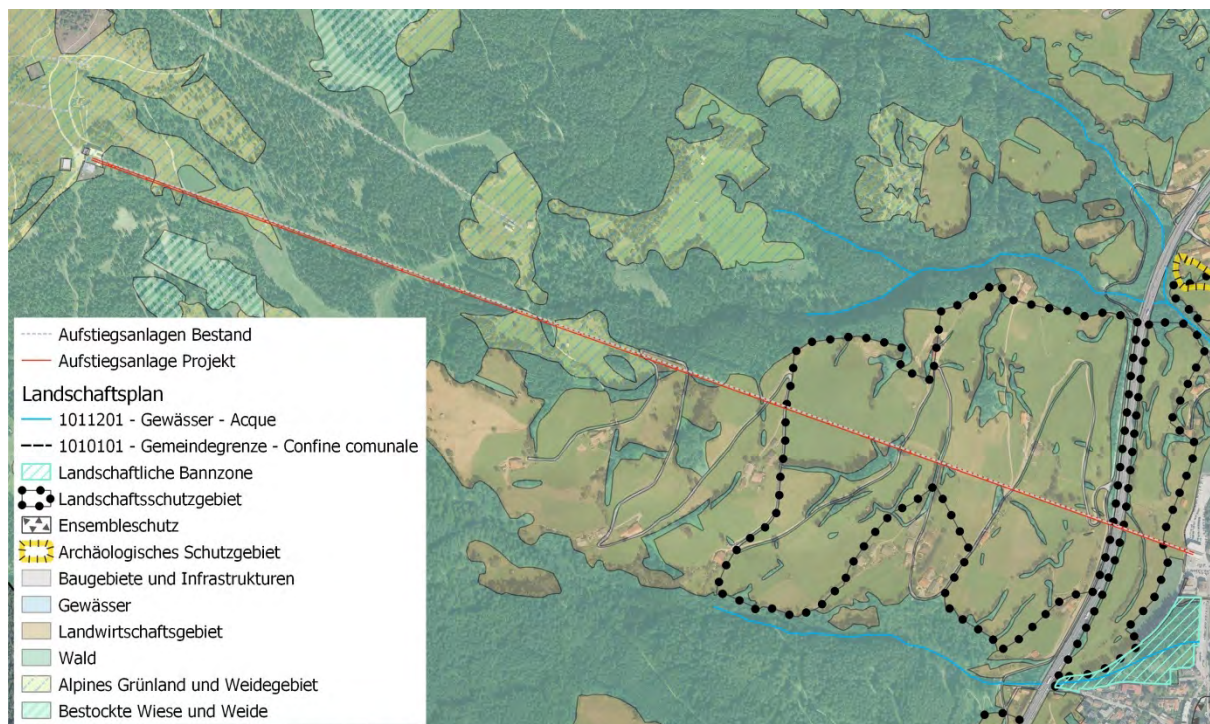 Aufstiegsanlagen Bestand
Aufstiegsanlage Projekt
Landschaftsplan
1011201 - Gewässer - Acque
1010101 - Gemeindegrenze - Confine comunale
Landschaftliche Bannzone
Landschaftsschutzgebiet
Ensembleschutz
Archäologisches Schutzgebiet
Baugebiete und Infrastrukturen
Gewässer
Landwirtschaftsgebiet
Wald
Alpines Grünland und Weidegebiet
Bestockte Wiese und Weide